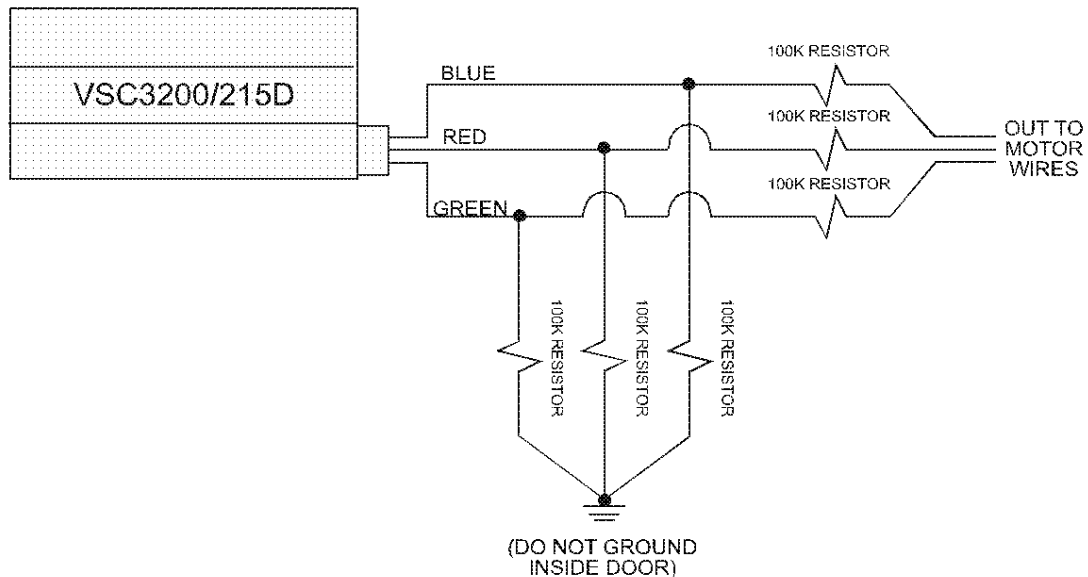 100K RESISTOR
BLUE
VSC3200/215D
100K RESISTOR
RED
OUT TO
MOTOR
WIRES
100K RESISTOR
GREEN
100K RESISTOR
100K RESISTOR
100K RESISTOR
(DO NOT GROUND
INSIDE DOOR)